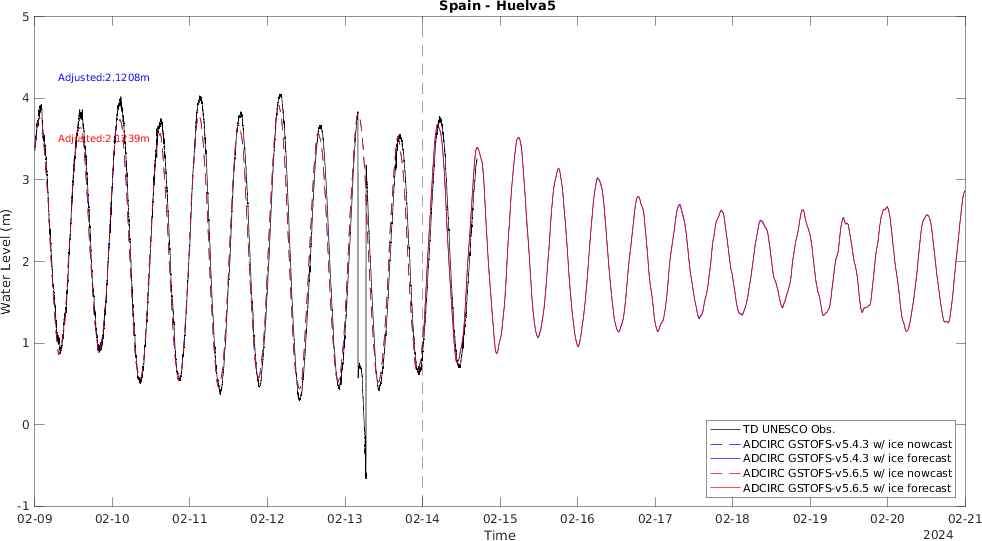 Spain - Huelva5
5
Adjusted:2.1208m
4
Adjusted:2.1239m
3
Water Level (m)
2
1
0
-1
TD UNESCO Obs.
ADCIRC GSTOFS-v5.4.3 w/ ice nowcast
ADCIRC GSTOFS-v5.4.3 w/ ice forecast
ADCIRC GSTOFS-v5.6.5 w/ ice nowcast
ADCIRC GSTOFS-v5.6.5 w/ ice forecast
02-09 02-10 02-11 02-12 02-13 02-14 02-15 02-16 02-17 02-18 02-19 02-20 02-21
Time
2024